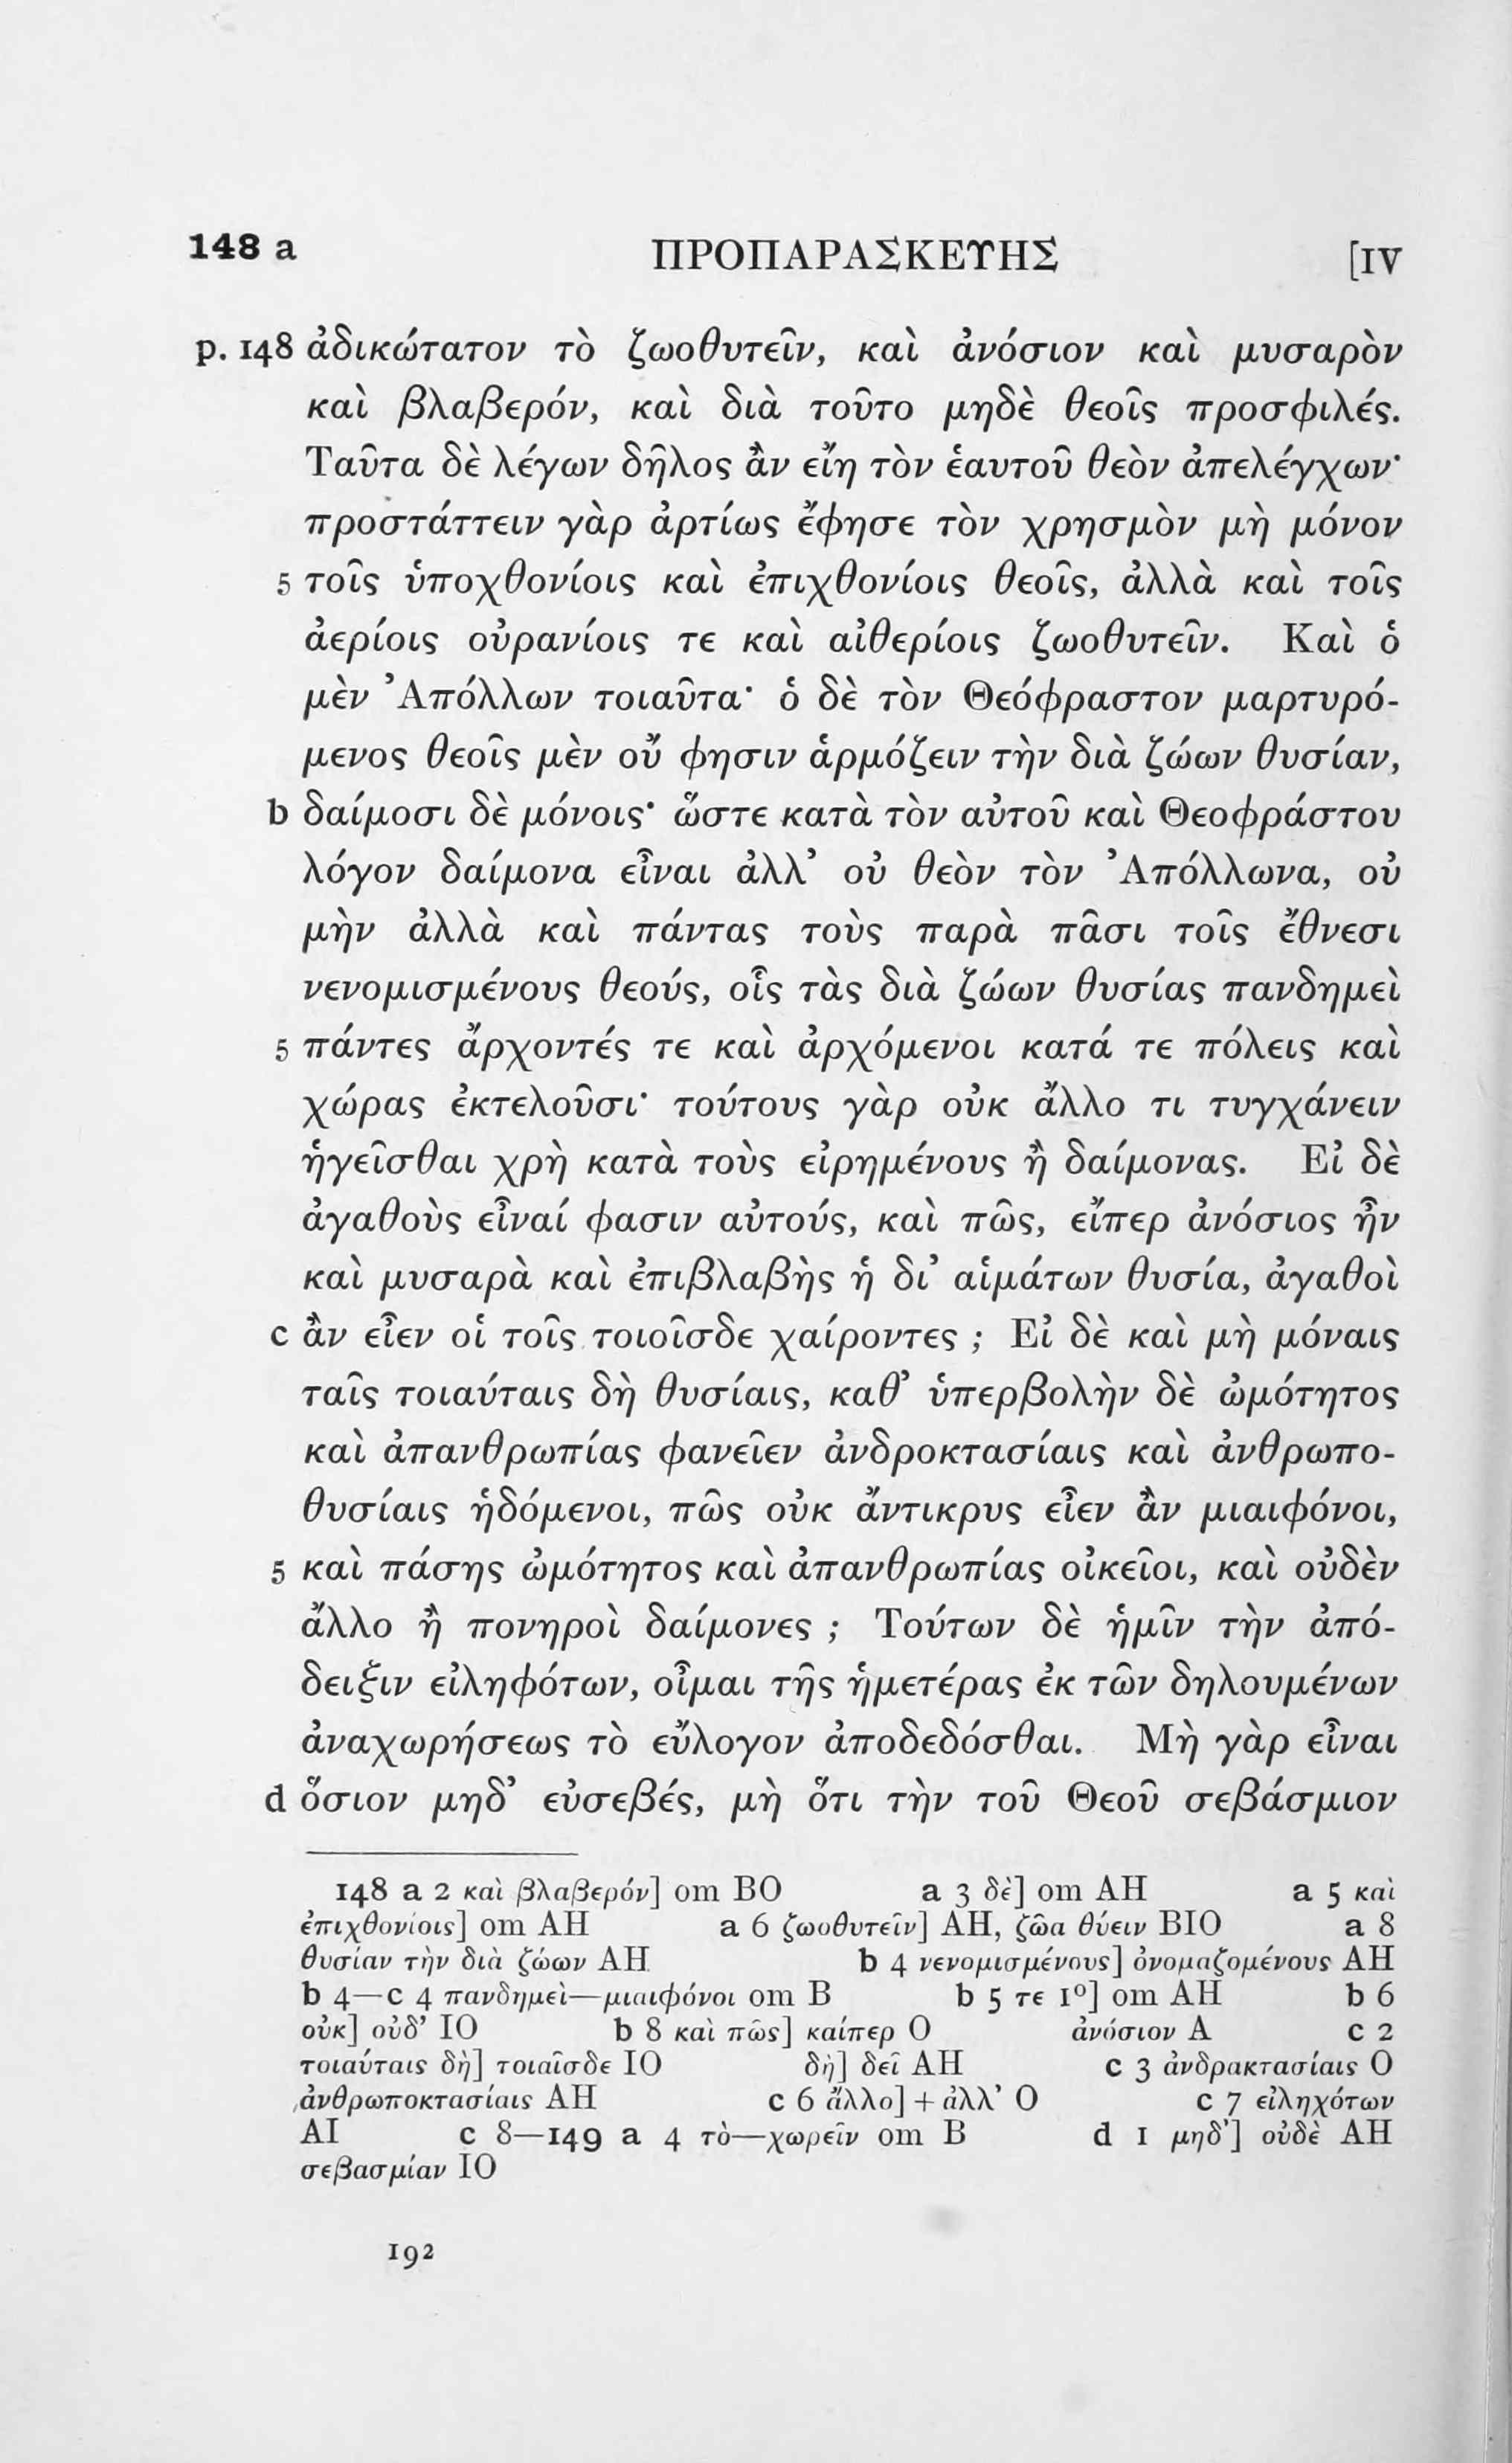 148 a ΠΡΟΠΑΡΑΣΚΕΥΗΣ [IV
p. 148 ἀδικώτατον τὸ ζωοθυτεῖν, καὶ ἀνόσιον καὶ μυσαρὸν
καὶ βλαβερόν, καὶ διὰ τοῦτο μηδὲ θεοῖς προσφιλές.
Ταῦτα δὲ λέγων δῆλος ἂν εἴη τὸν ἑαυτοῦ θεὸν ἀπελέγχων·
προστάττειν γὰρ ἀρτίως ἔφησε τὸν χρησμὸν μὴ μόνον
5 τοῖς ὑποχθονίοις καὶ ἐπιχθονίοις θεοῖς, ἀλλὰ καὶ τοῖς
ἀερίοις οὐρανίοις τε καὶ αἰθερίοις ζωοθυτεῖν. Καὶ ὁ
μὲν Ἀπόλλων τοιαῦτα· ὁ δὲ τὸν Θεόφραστον μαρτυρό-
μενος θεοῖς μὲν οὔ φησιν ἁρμόζειν τὴν διὰ ζώων θυσίαν,
b δαίμοσι δὲ μόνοις· ὥστε κατὰ τὸν αὐτοῦ καὶ Θεοφράστου
λόγον δαίμονα εἶναι ἀλλ’ οὐ θεὸν τὸν Ἀπόλλωνα, οὐ
μὴν ἀλλὰ καὶ πάντας τοὺς παρὰ πᾶσι τοῖς ἔθνεσι
νενομισμένους θεούς, οἷς τὰς διὰ ζώων θυσίας πανδημεὶ
5 πάντες ἄρχοντές τε καὶ ἀρχόμενοι κατά τε πόλεις καὶ
χώρας ἐκτελοῦσι· τούτους γὰρ οὐκ ἄλλο τι τυγχάνειν
ἡγεῖσθαι χρὴ κατὰ τοὺς εἰρημένους ἢ δαίμονας. Εἰ δὲ
ἀγαθοὺς εἶναί φασιν αὐτούς, καὶ πῶς, εἴπερ ἀνόσιος ἦν
καὶ μυσαρὰ καὶ ἐπιβλαβὴς ἡ δι’ αἱμάτων θυσία, ἀγαθοὶ
c ἂν εἶεν οἱ τοῖς τοιοῖσδε χαίροντες ; Εἰ δὲ καὶ μὴ μόναις
ταῖς τοιαύταις δὴ θυσίαις, καθ’ ὑπερβολὴν δὲ ὠμότητος
καὶ ἀπανθρωπίας φανεῖεν ἀνδροκτασίαις καὶ ἀνθρωπο-
θυσίαις ἡδόμενοι, πῶς οὐκ ἄντικρυς εἶεν ἂν μιαιφόνοι,
5 καὶ πάσης ὠμότητος καὶ ἀπανθρωπίας οἰκεῖοι, καὶ οὐδὲν
ἄλλο ἢ πονηροὶ δαίμονες ; Τούτων δὲ ἡμῖν τὴν ἀπό-
δειξιν εἰληφότων, οἶμαι τῆς ἡμετέρας ἐκ τῶν δηλουμένων
ἀναχωρήσεως τὸ εὔλογον ἀποδεδόσθαι. Μὴ γὰρ εἶναι
d ὅσιον μηδ’ εὐσεβές, μὴ ὅτι τὴν τοῦ Θεοῦ σεβάσμιον
148 a 2 καὶ βλαβερόν] om BO a 3 δὲ] om AH a 5 καὶ
ἐπιχθονίοις] om AH a 6 ζωοθυτεῖν] AH, ζῶα θύειν BIO a 8
θυσίαν τὴν διὰ ζώων AH b 4 νενομισμένους] ὀνομαζομένους AH
b 4—c 4 πανδημεὶ—μιαιφόνοι om B b 5 τε 1º] om AH b 6
οὐκ] οὐδ’ IO b 8 καὶ πῶς] καίπερ O ἀνόσιον A c 2
τοιαύταις δὴ] τοιαῖσδε IO δὴ] δεῖ AH c 3 ἀνδρακτασίαις O
ἀνθρωποκτασίαις AH c 6 ἄλλο] + ἀλλ’ O c 7 εἰληχότων
AI c 8—149 a 4 τὸ—χωρεῖν om B d 1 μηδ’] οὐδὲ AH
σεβασμίαν IO
192